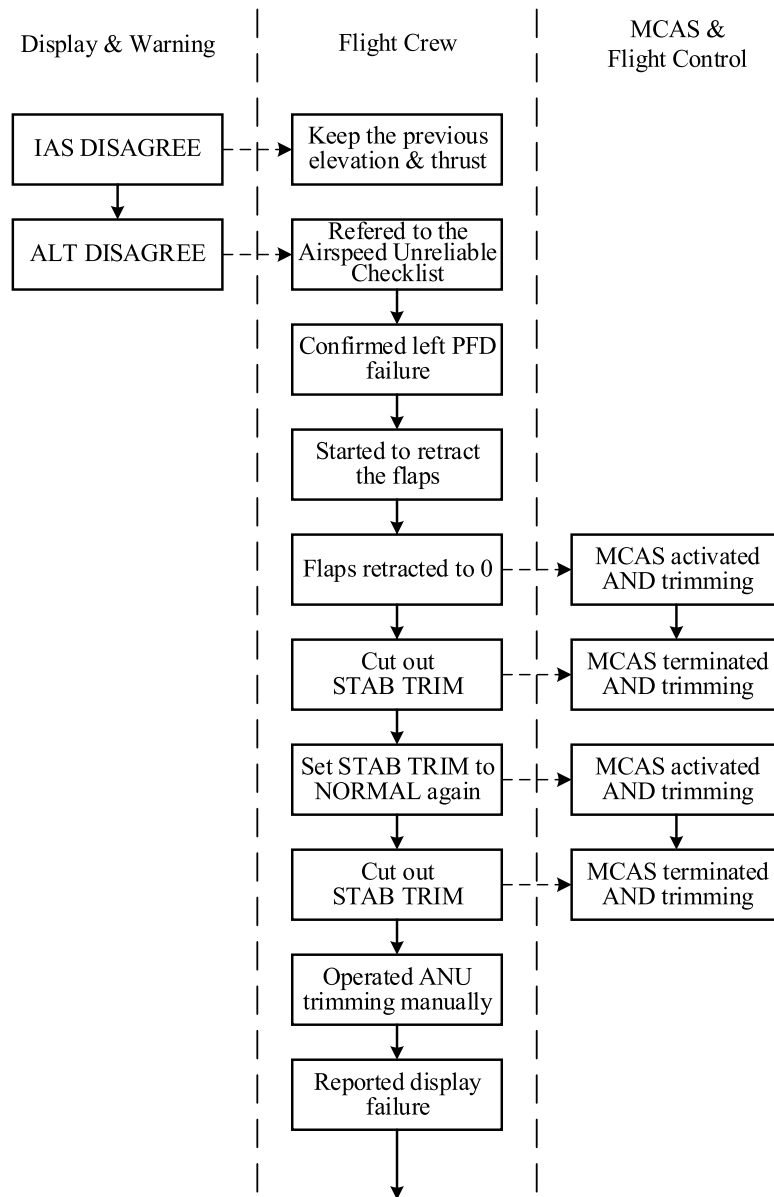 Display & Warning
Flight Crew
MCAS &
Flight Control
IAS DISAGREE
Keep the previous
elevation & thrust
ALT DISAGREE
Refered to the
Airspeed Unreliable
Checklist
Confirmed left PFD
failure
Started to retract
the flaps
Flaps retracted to 0
MCAS activated
AND trimming
Cut out
STAB TRIM
MCAS terminated
AND trimming
Set STAB TRIM to
NORMAL again
MCAS activated
AND trimming
Cut out
STAB TRIM
MCAS terminated
AND trimming
Operated ANU
trimming manually
Reported display
failure